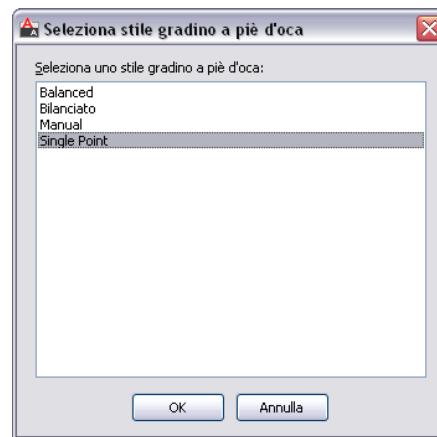 Seleziona stile gradino a piè d'oca
Seleziona uno stile gradino a piè d'oca:
Balanced
Bilanciato
Manual
Single Point
OK Annulla